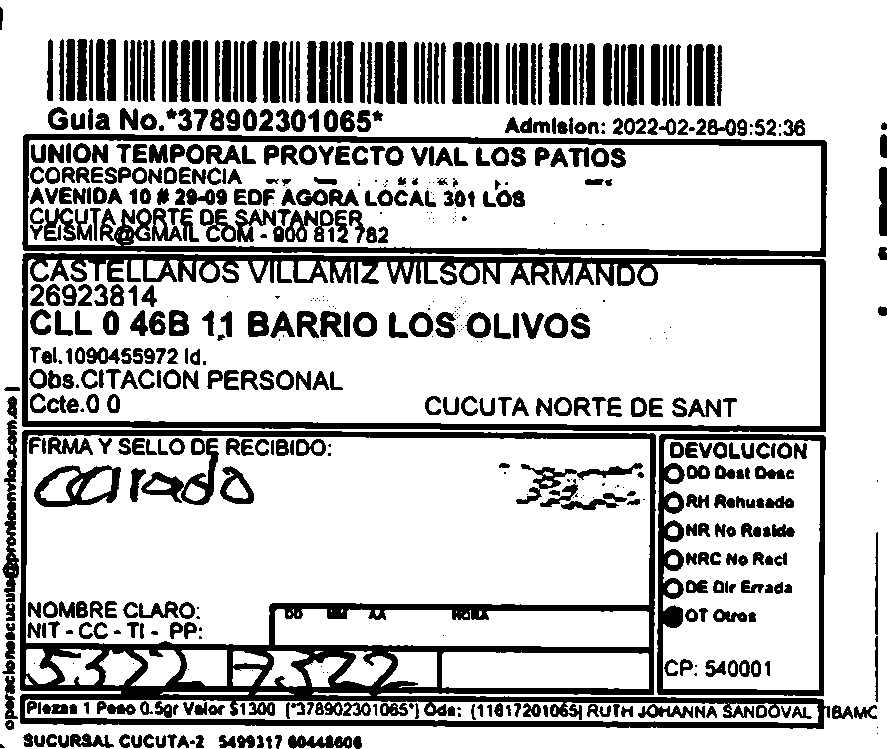 Guia No.*378902301065*
Admision: 2022-02-28-09:52:36
UNION TEMPORAL PROYECTO VIAL LOS PATIOS
CORRESPONDENCIA
AVENIDA 10 # 29-09 EDF AGORA LOCAL 301 LOS
CUCUTA NORTE DE SANTANDER
YEISMIR@GMAIL COM - 900 812 782
CASTELLANOS VILLAMIZ WILSON ARMANDO
26923814
CLL 0 46B 11 BARRIO LOS OLIVOS
Tel.1090455972 Id.
Obs.CITACION PERSONAL
Ccte.0 0
CUCUTA NORTE DE SANT
FIRMA Y SELLO DE RECIBIDO:
cerrado
NOMBRE CLARO:
NIT - CC - TI - PP:
DD MM AA HORA
5322 7322
DEVOLUCION
DD Dest Desc
RH Rehusado
NR No Reside
NRC No Recl
DE Dir Errada
OT Otros
CP: 540001
Piezas 1 Peso 0.5gr Valor $1300 (*378902301065*) Ods: (11617201065) RUTH JOHANNA SANDOVAL TIBAMO
SUCURSAL CUCUTA-2 5499317 60448606
operacionescucuta@prontoenvios.com.co |